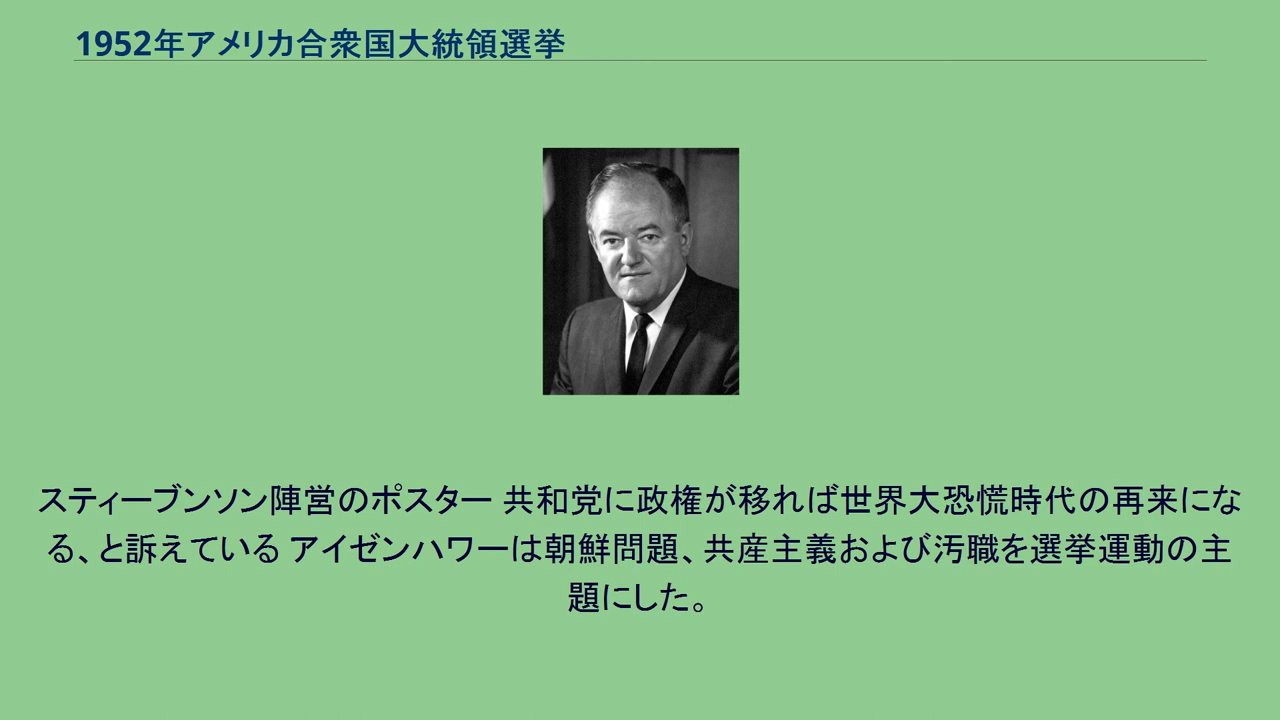 1952年アメリカ合衆国大統領選挙
スティーブンソン陣営のポスター 共和党に政権が移れば世界大恐慌時代の再来にな
る、と訴えている アイゼンハワーは朝鮮問題、共産主義および汚職を選挙運動の主
題にした。